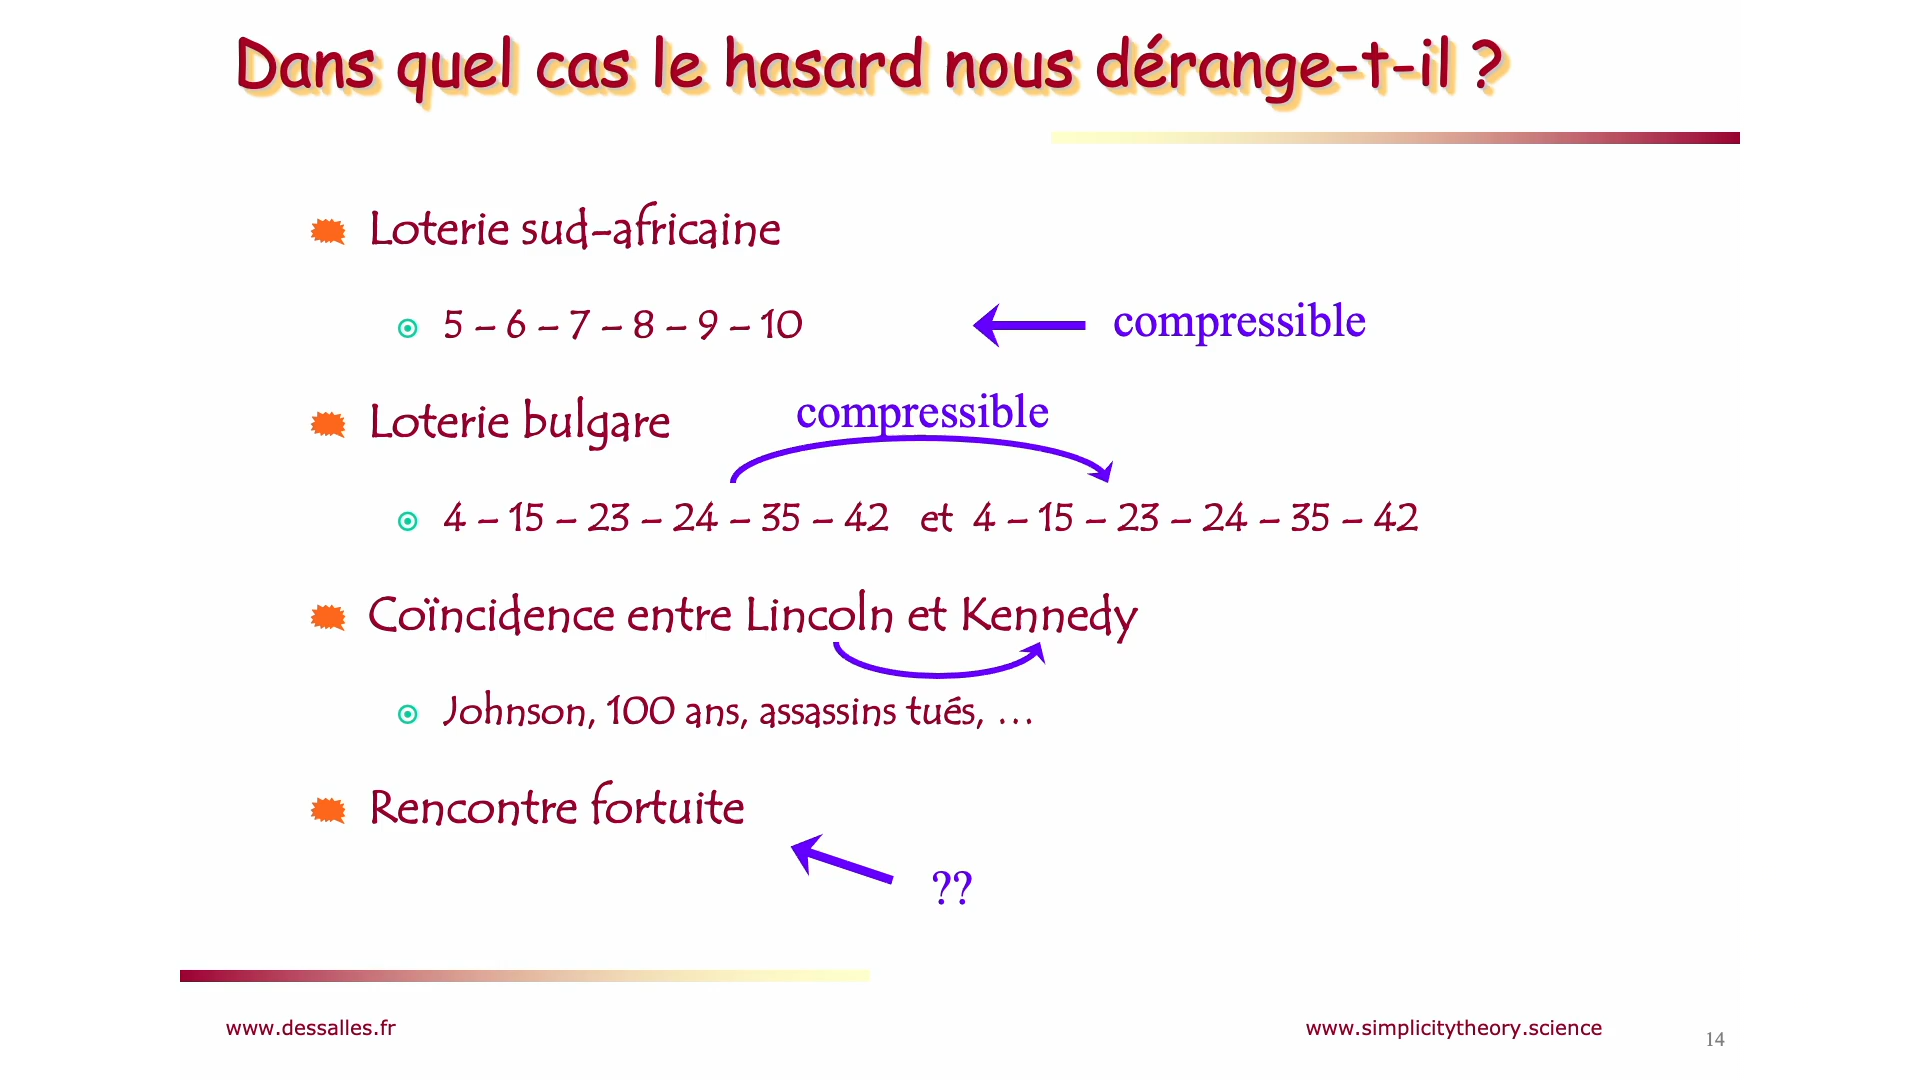 Dans quel cas le hasard nous dérange-t-il ?
Loterie sud-africaine
5 – 6 – 7 – 8 – 9 – 10
compressible
Loterie bulgare
compressible
4 – 15 – 23 – 24 – 35 – 42 et 4 – 15 – 23 – 24 – 35 – 42
Coïncidence entre Lincoln et Kennedy
Johnson, 100 ans, assassins tués, …
Rencontre fortuite
??
www.dessalles.fr
www.simplicitytheory.science
14